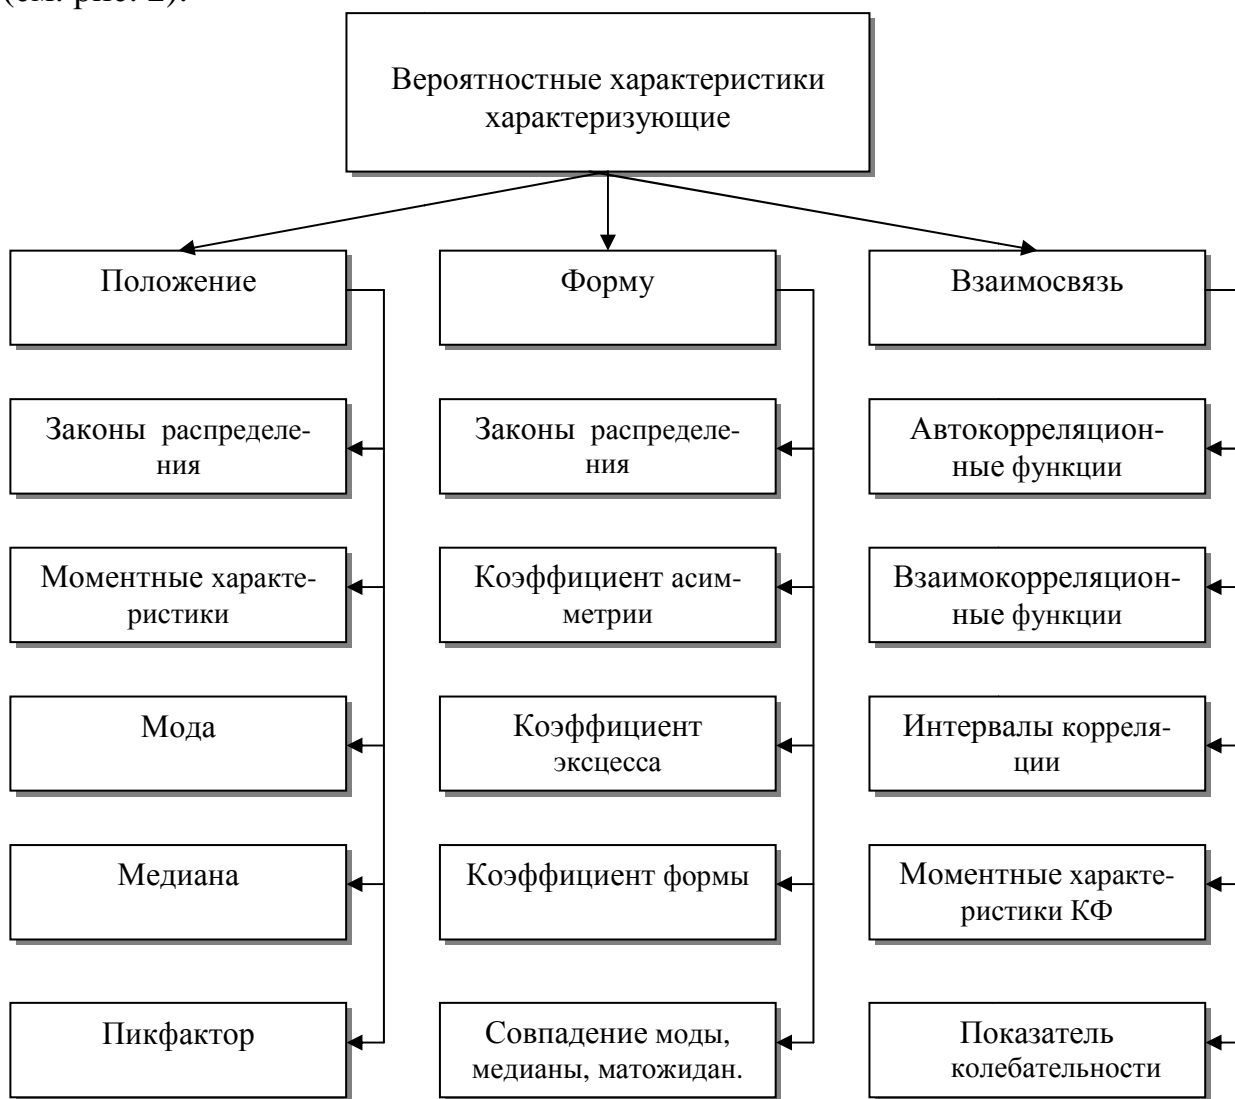 (см. рис. 2).
Вероятностные характеристики
характеризующие
Положение
Форму
Взаимосвязь
Законы распределе-
ния
Законы распределе-
ния
Автокорреляцион-
ные функции
Моментные характе-
ристики
Коэффициент асим-
метрии
Взаимокорреляцион-
ные функции
Мода
Коэффициент
эксцесса
Интервалы корреля-
ции
Медиана
Коэффициент формы
Моментные характе-
ристики КФ
Пикфактор
Совпадение моды,
медианы, матожидан.
Показатель
колебательности